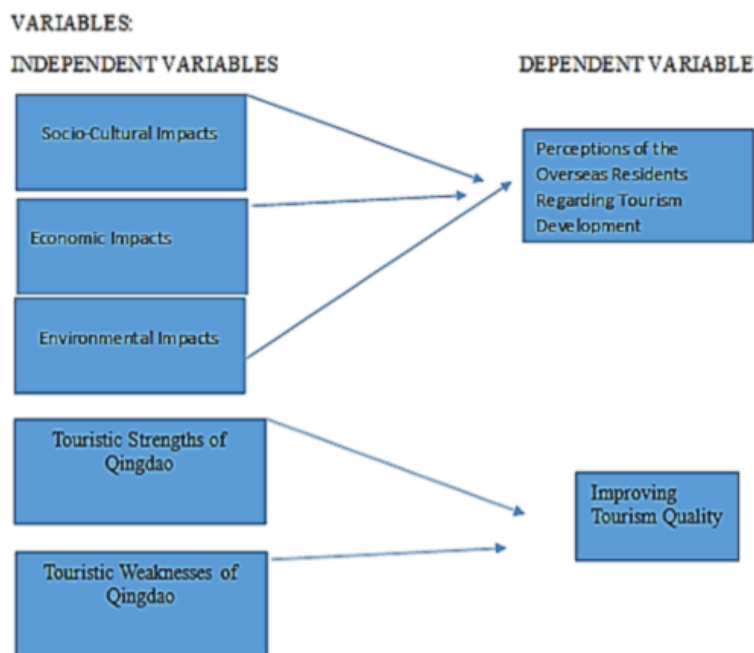 VARIABLES:
INDEPENDENT VARIABLES
DEPENDENT VARIABLE
Socio-Cultural Impacts
Economic Impacts
Environmental Impacts
Perceptions of the
Overseas Residents
Regarding Tourism
Development
Touristic Strengths of
Qingdao
Touristic Weaknesses of
Qingdao
Improving
Tourism Quality